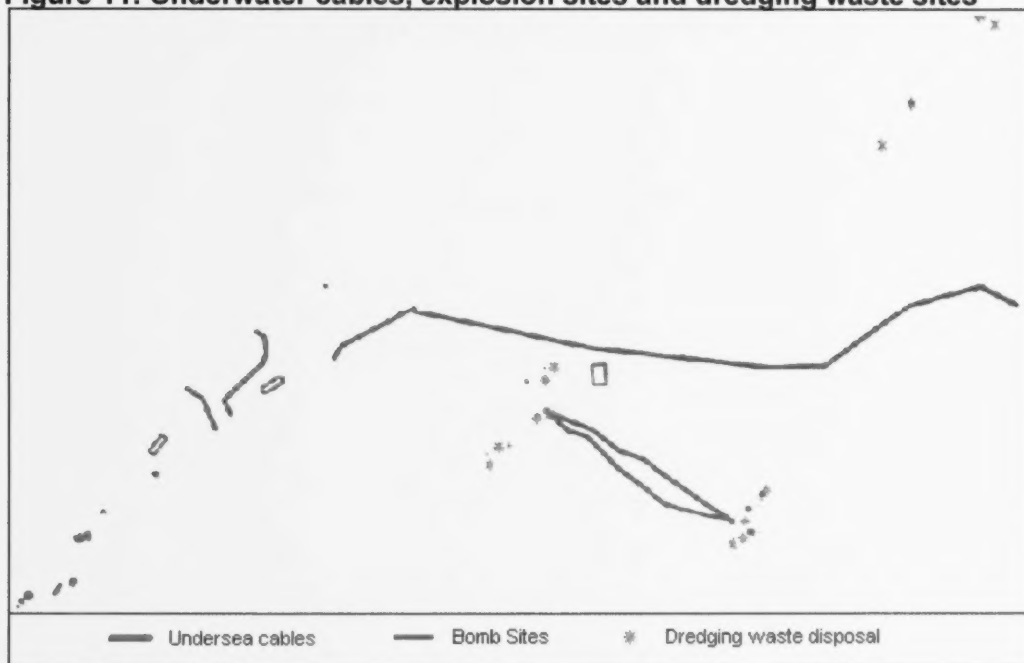 Figure 11: Underwater cables, explosion sites and dredging waste sites
Undersea cables Bomb Sites Dredging waste disposal